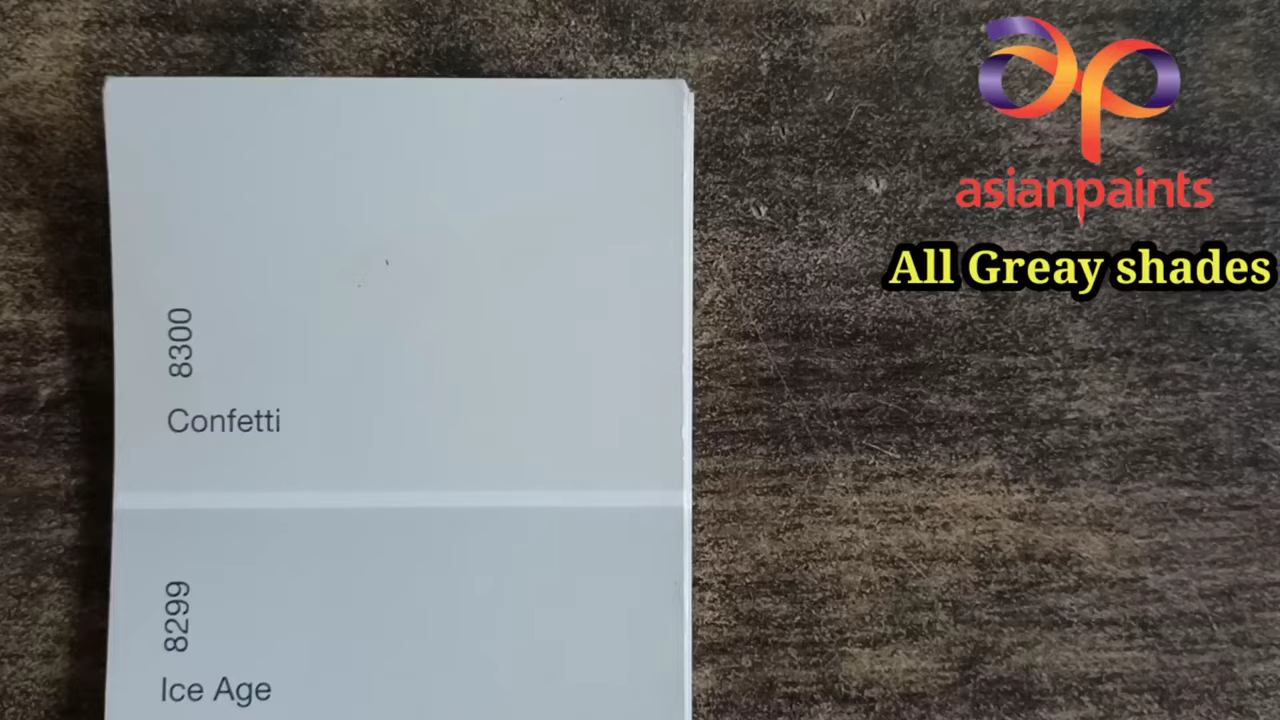 8300
Confetti
8299
Ice Age
asianpaints
All Greay shades